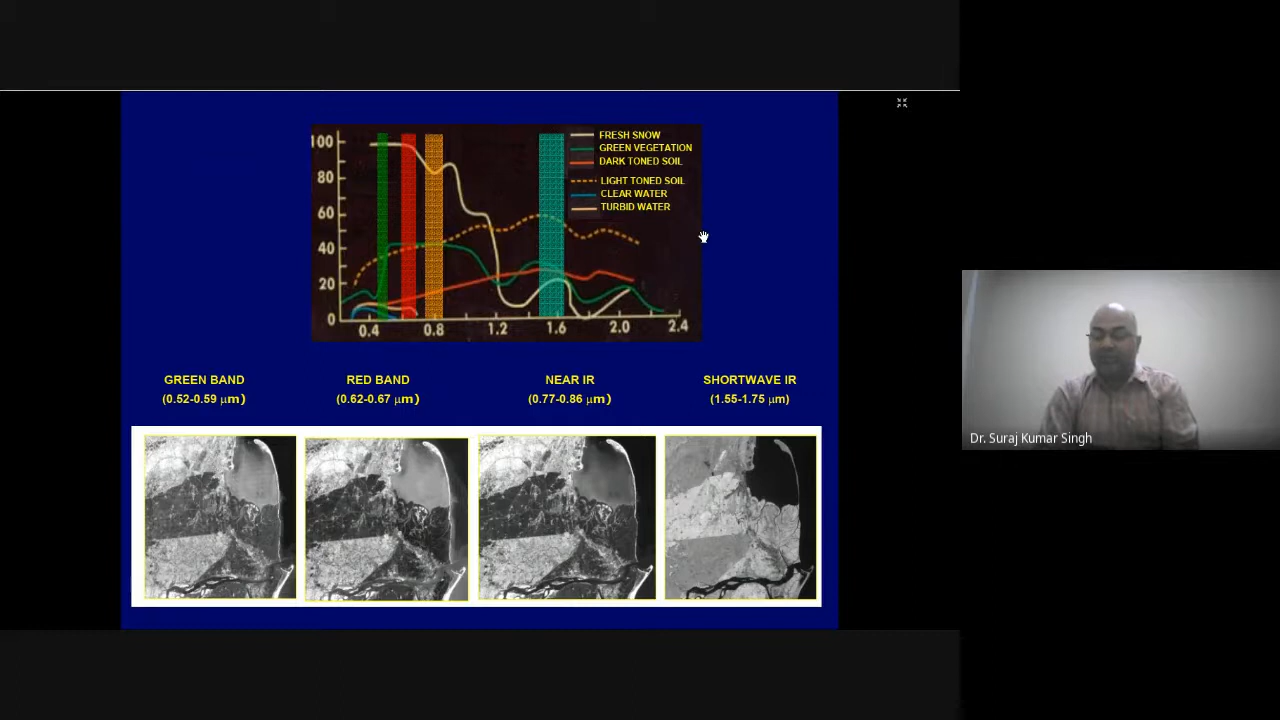 100
80
60
40
20
0
0.4 0.8 1.2 1.6 2.0 2.4
FRESH SNOW
GREEN VEGETATION
DARK TONED SOIL
LIGHT TONED SOIL
CLEAR WATER
TURBID WATER
GREEN BAND
(0.52-0.59 μm)
RED BAND
(0.62-0.67 μm)
NEAR IR
(0.77-0.86 μm)
SHORTWAVE IR
(1.55-1.75 μm)
Dr. Suraj Kumar Singh